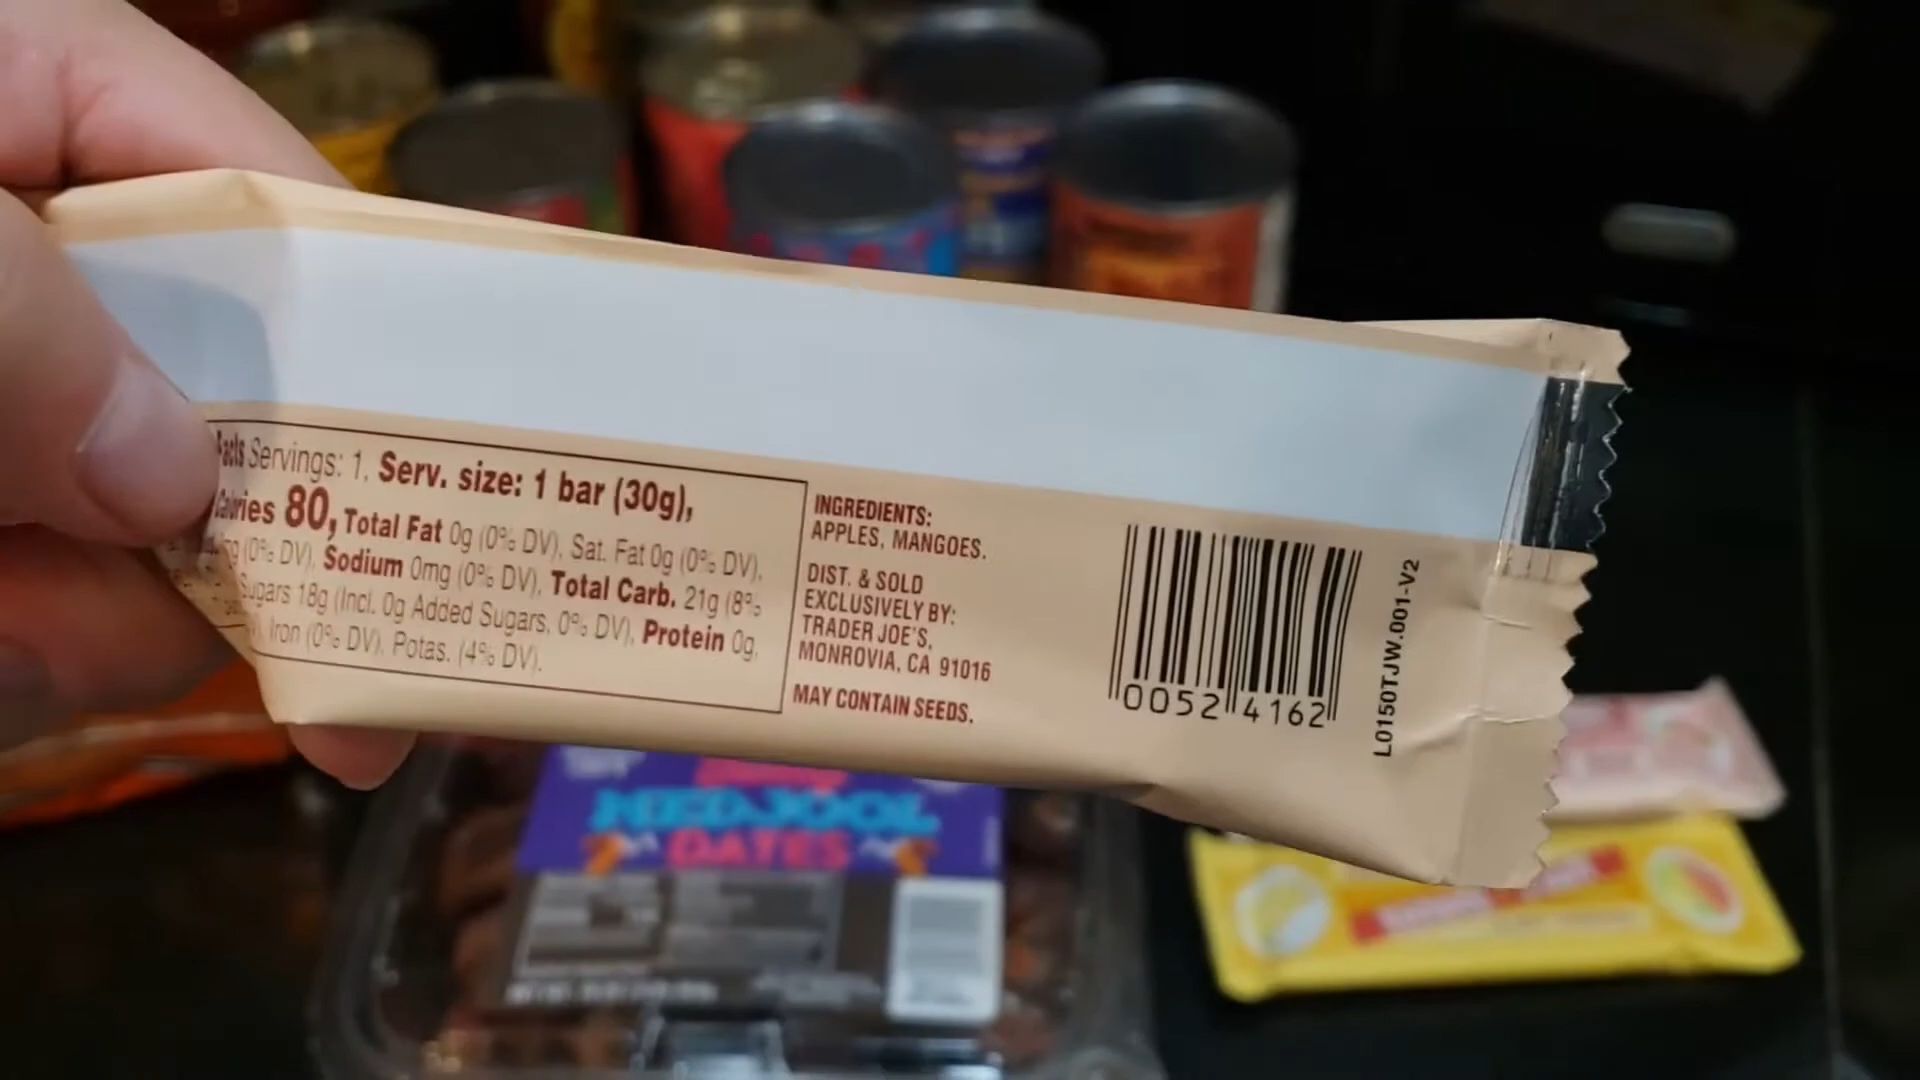 Facts Servings: 1, Serv. size: 1 bar (30g),
Calories 80, Total Fat 0g (0% DV), Sat. Fat 0g (0% DV),
(0% DV), Sodium 0mg (0% DV), Total Carb. 21g (8%
Sugars 18g (Incl. 0g Added Sugars, 0% DV), Protein 0g,
Iron (0% DV), Potas. (4% DV).
INGREDIENTS:
APPLES, MANGOES.
DIST. & SOLD
EXCLUSIVELY BY:
TRADER JOE'S,
MONROVIA, CA 91016
MAY CONTAIN SEEDS.
0052 4162
L0150TJW.001-V2
MEDJOOL
DATES